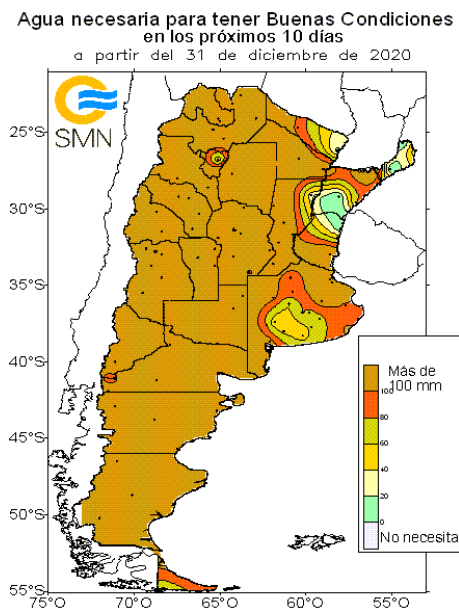 Agua necesaria para tener Buenas Condiciones
en los próximos 10 días
a partir del 31 de diciembre de 2020
SMN
25°S
30°S
35°S
40°S
45°S
50°S
55°S
75°O 70°O 65°O 60°O 55°O
Más de
100 mm
100
80
60
40
20
0
No necesita